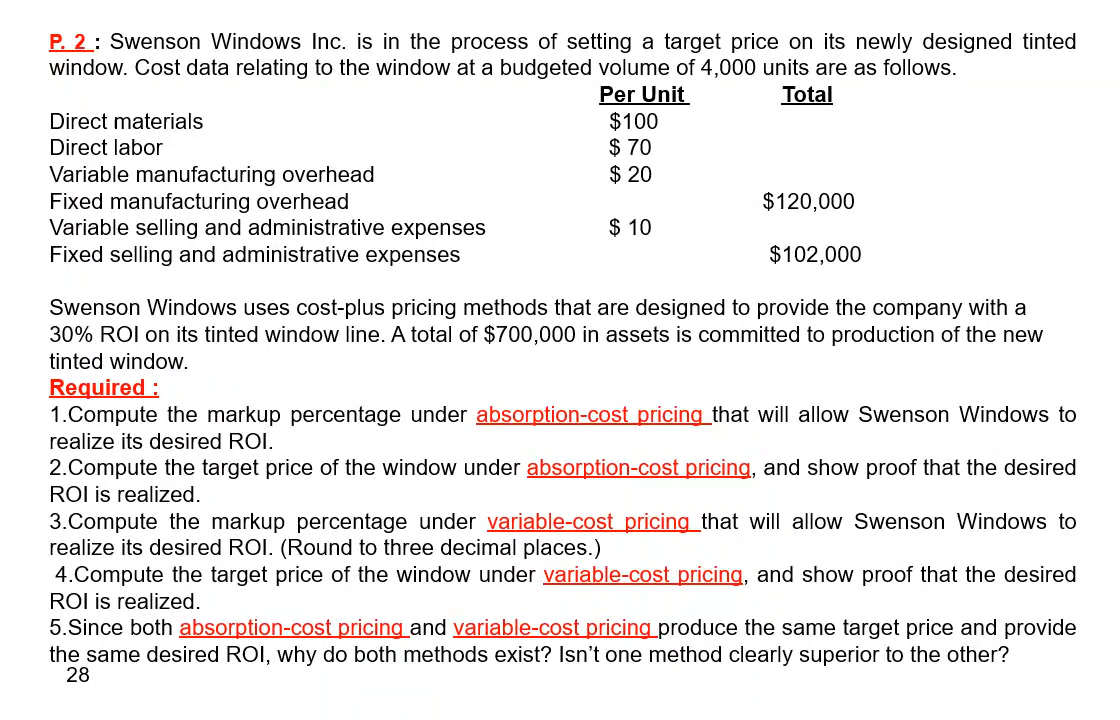 P. 2 : Swenson Windows Inc. is in the process of setting a target price on its newly designed tinted
window. Cost data relating to the window at a budgeted volume of 4,000 units are as follows.
Per Unit Total
Direct materials $100
Direct labor $ 70
Variable manufacturing overhead $ 20
Fixed manufacturing overhead $120,000
Variable selling and administrative expenses $ 10
Fixed selling and administrative expenses $102,000
Swenson Windows uses cost-plus pricing methods that are designed to provide the company with a
30% ROI on its tinted window line. A total of $700,000 in assets is committed to production of the new
tinted window.
Required :
1.Compute the markup percentage under absorption-cost pricing that will allow Swenson Windows to
realize its desired ROI.
2.Compute the target price of the window under absorption-cost pricing, and show proof that the desired
ROI is realized.
3.Compute the markup percentage under variable-cost pricing that will allow Swenson Windows to
realize its desired ROI. (Round to three decimal places.)
4.Compute the target price of the window under variable-cost pricing, and show proof that the desired
ROI is realized.
5.Since both absorption-cost pricing and variable-cost pricing produce the same target price and provide
the same desired ROI, why do both methods exist? Isn’t one method clearly superior to the other?
28